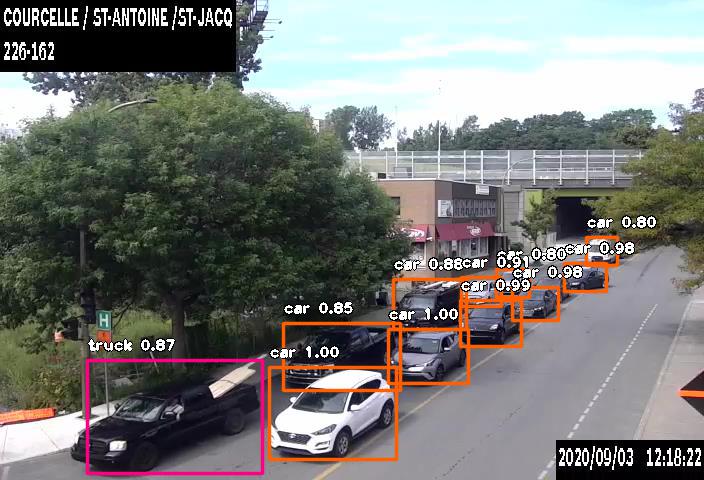 COURCELLE / ST-ANTOINE /ST-JACQ
226-162
car 0.80
car 0.98
car 0.88
car 0.91
car 0.80
car 0.98
car 0.99
car 0.85
car 1.00
truck 0.87
car 1.00
H
2020/09/03 12:18:22